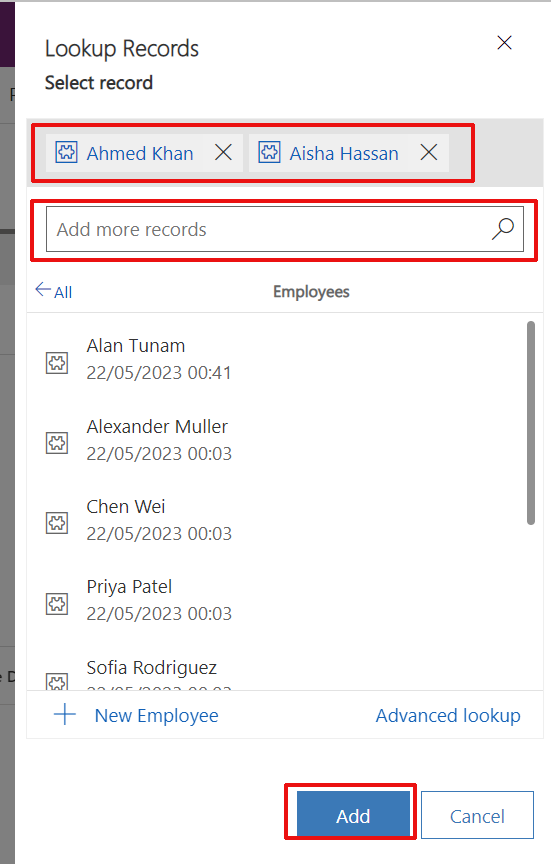 Lookup Records
Select record
Ahmed Khan Aisha Hassan
Add more records
All Employees
Alan Tunam
22/05/2023 00:41
Alexander Muller
22/05/2023 00:03
Chen Wei
22/05/2023 00:03
Priya Patel
22/05/2023 00:03
Sofia Rodriguez
New Employee Advanced lookup
Add Cancel